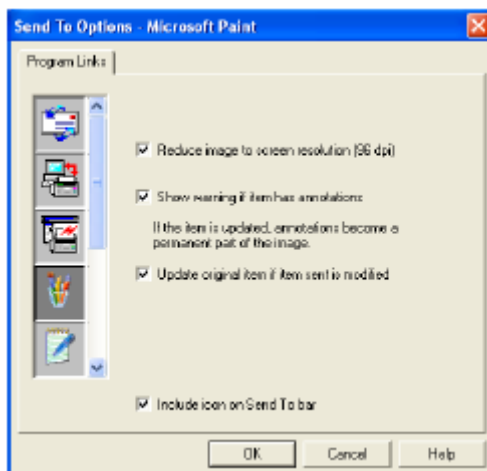 Send To Options - Microsoft Paint
Program Links
Reduce image to screen resolution (96 dpi)
Show warning if item has annotations
If the item is updated, annotations become a
permanent part of the image.
Update original item if item sent is modified
Include icon on Send To bar
OK Cancel Help